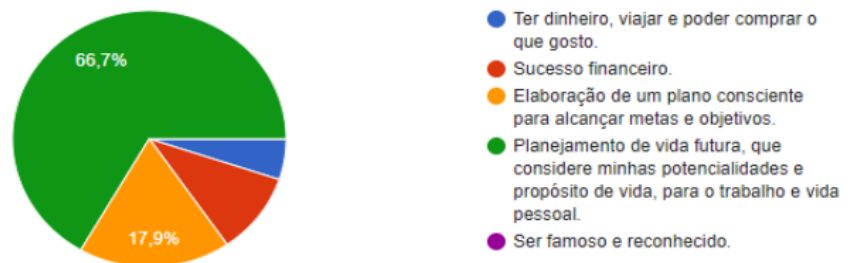 66,7%
17,9%
Ter dinheiro, viajar e poder comprar o
que gosto.
Sucesso financeiro.
Elaboração de um plano consciente
para alcançar metas e objetivos.
Planejamento de vida futura, que
considere minhas potencialidades e
propósito de vida, para o trabalho e vida
pessoal.
Ser famoso e reconhecido.